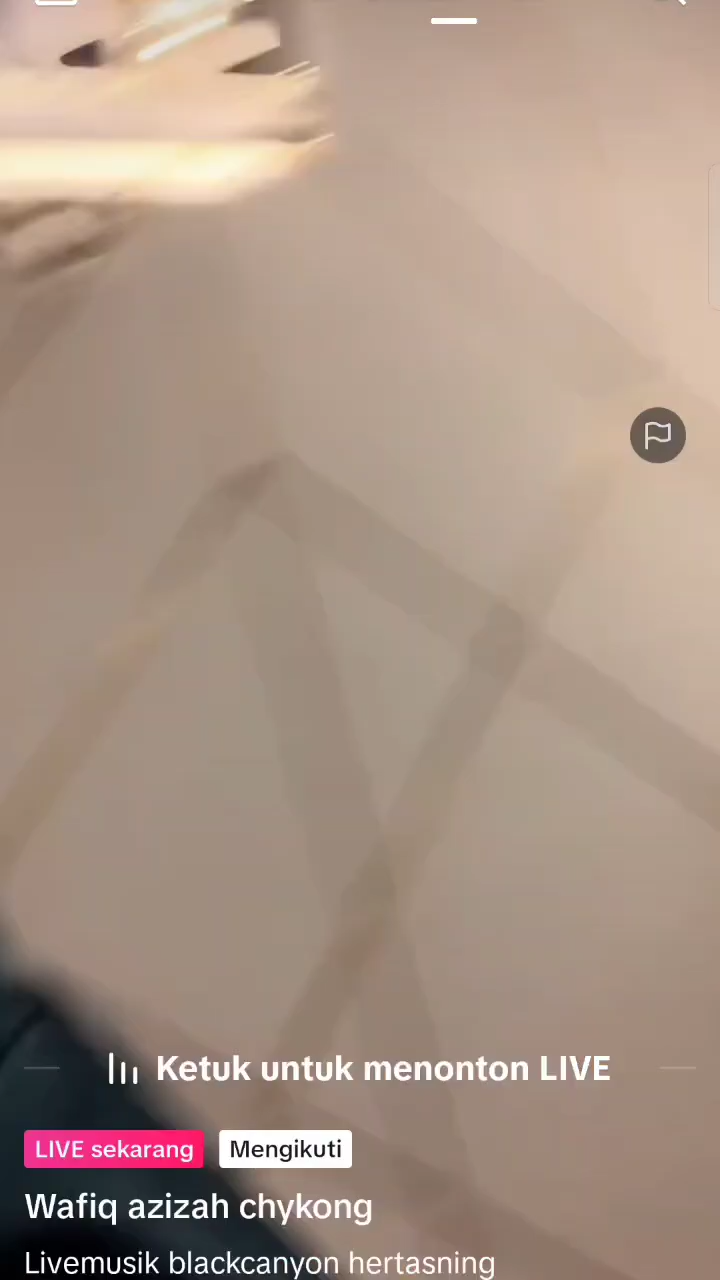 Ketuk untuk menonton LIVE
LIVE sekarang Mengikuti
Wafiq azizah chykong
Livemusik blackcanyon hertasning